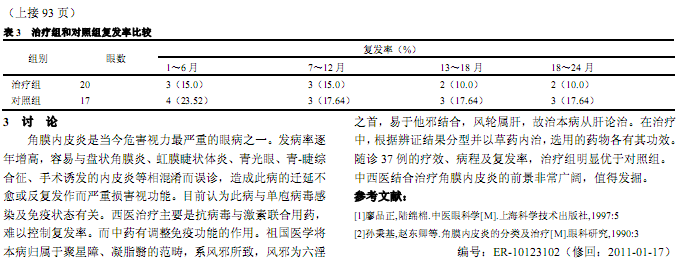 （上接 93 页）
表 3 治疗组和对照组复发率比较
组别 眼数 复发率（%）
1～6月 7～12月 13～18月 18～24月
治疗组 20 3（15.0） 3（15.0） 2（10.0） 2（10.0）
对照组 17 4（23.52） 3（17.64） 3（17.64） 3（17.64）
3 讨 论
角膜内皮炎是当今危害视力最严重的眼病之一。发病率逐
年增高，容易与盘状角膜炎、虹膜睫状体炎、青光眼、青-睫综
合征、手术诱发的内皮炎等相混淆而误诊，造成此病的迁延不
愈或反复发作而严重损害视功能。目前认为此病与单疱病毒感
染及免疫状态有关。西医治疗主要是抗病毒与激素联合用药，
难以控制复发率。而中药有调整免疫功能的作用。祖国医学将
本病归属于聚星障、凝脂翳的范畴，系风邪所致，风邪为六淫
之首，易于他邪结合，风轮属肝，故治本病从肝论治。在治疗
中，根据辨证结果分型并以草药内治，选用的药物各有其功效。
随诊 37 例的疗效、病程及复发率，治疗组明显优于对照组。
中西医结合治疗角膜内皮炎的前景非常广阔，值得发掘。
参考文献：
[1]廖品正,陆绵棉.中医眼科学[M].上海科学技术出版社,1997:5
[2]孙秉基,赵东卿等.角膜内皮炎的分类及治疗[M].眼科研究,1990:3
编号：ER-10123102（修回：2011-01-17）